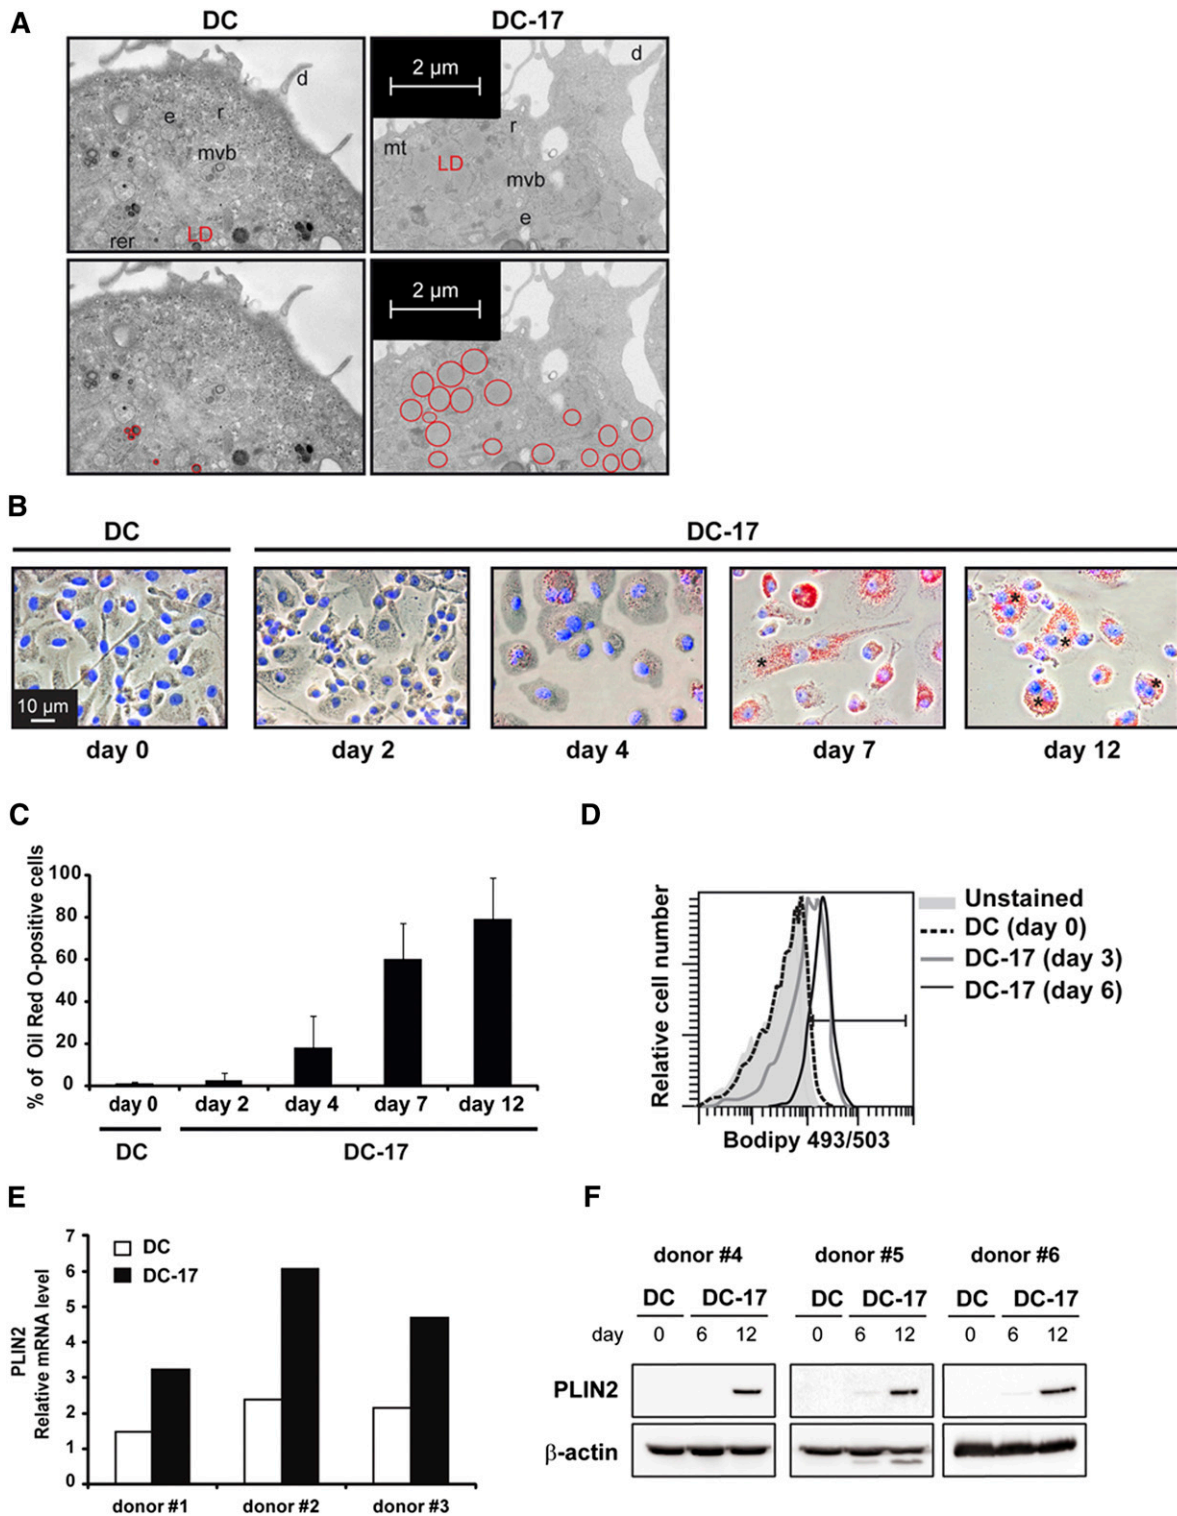 A
DC
DC-17
d
e
r
mvb
rer
LD
2 µm
d
r
mt
LD
mvb
e
2 µm
B
DC
DC-17
10 µm
*
*
*
*
*
day 0
day 2
day 4
day 7
day 12
C
% of Oil Red O-positive cells
100
80
60
40
20
0
day 0
day 2
day 4
day 7
day 12
DC
DC-17
D
Relative cell number
Bodipy 493/503
Unstained
DC (day 0)
DC-17 (day 3)
DC-17 (day 6)
E
PLIN2
Relative mRNA level
7
6
5
4
3
2
1
0
DC
DC-17
donor #1
donor #2
donor #3
F
donor #4
donor #5
donor #6
DC
DC-17
DC
DC-17
DC
DC-17
day
0
6
12
0
6
12
0
6
12
PLIN2
β-actin